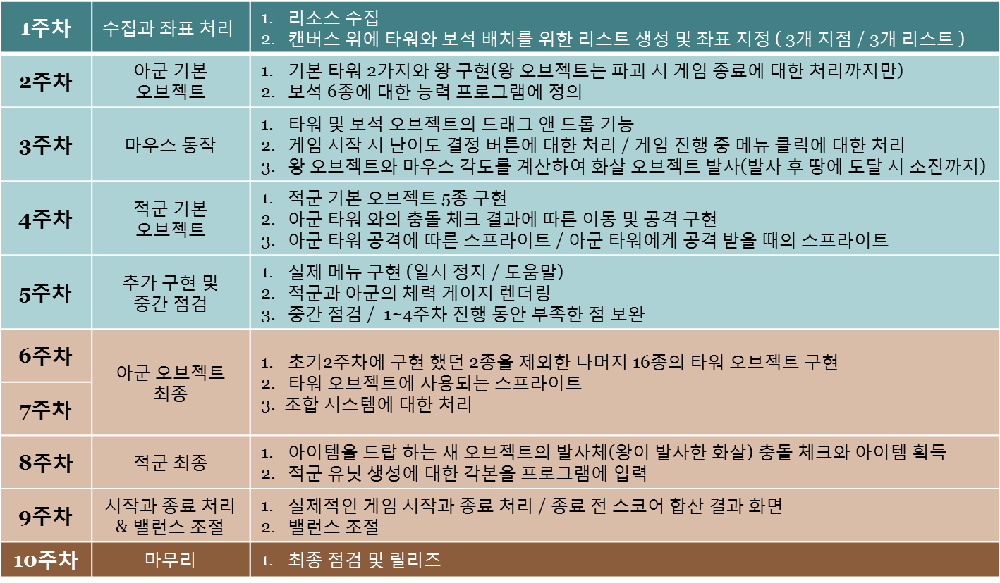 1주차
수집과 좌표 처리
1. 리소스 수집
2. 캔버스 위에 타워와 보석 배치를 위한 리스트 생성 및 좌표 지정 ( 3개 지점 / 3개 리스트 )
2주차
아군 기본
오브젝트
1. 기본 타워 2가지와 왕 구현(왕 오브젝트는 파괴 시 게임 종료에 대한 처리까지만)
2. 보석 6종에 대한 능력 프로그램에 정의
3주차
마우스 동작
1. 타워 및 보석 오브젝트의 드래그 앤 드롭 기능
2. 게임 시작 시 난이도 결정 버튼에 대한 처리 / 게임 진행 중 메뉴 클릭에 대한 처리
3. 왕 오브젝트와 마우스 각도를 계산하여 화살 오브젝트 발사(발사 후 땅에 도달 시 소진까지)
4주차
적군 기본
오브젝트
1. 적군 기본 오브젝트 5종 구현
2. 아군 타워 와의 충돌 체크 결과에 따른 이동 및 공격 구현
3. 아군 타워 공격에 따른 스프라이트 / 아군 타워에게 공격 받을 때의 스프라이트
5주차
추가 구현 및
중간 점검
1. 실제 메뉴 구현 (일시 정지 / 도움말)
2. 적군과 아군의 체력 게이지 렌더링
3. 중간 점검 / 1~4주차 진행 동안 부족한 점 보완
6주차
7주차
아군 오브젝트
최종
1. 초기2주차에 구현 했던 2종을 제외한 나머지 16종의 타워 오브젝트 구현
2. 타워 오브젝트에 사용되는 스프라이트
3. 조합 시스템에 대한 처리
8주차
적군 최종
1. 아이템을 드랍 하는 새 오브젝트의 발사체(왕이 발사한 화살) 충돌 체크와 아이템 획득
2. 적군 유닛 생성에 대한 각본을 프로그램에 입력
9주차
시작과 종료 처리
& 밸런스 조절
1. 실제적인 게임 시작과 종료 처리 / 종료 전 스코어 합산 결과 화면
2. 밸런스 조절
10주차
마무리
1. 최종 점검 및 릴리즈